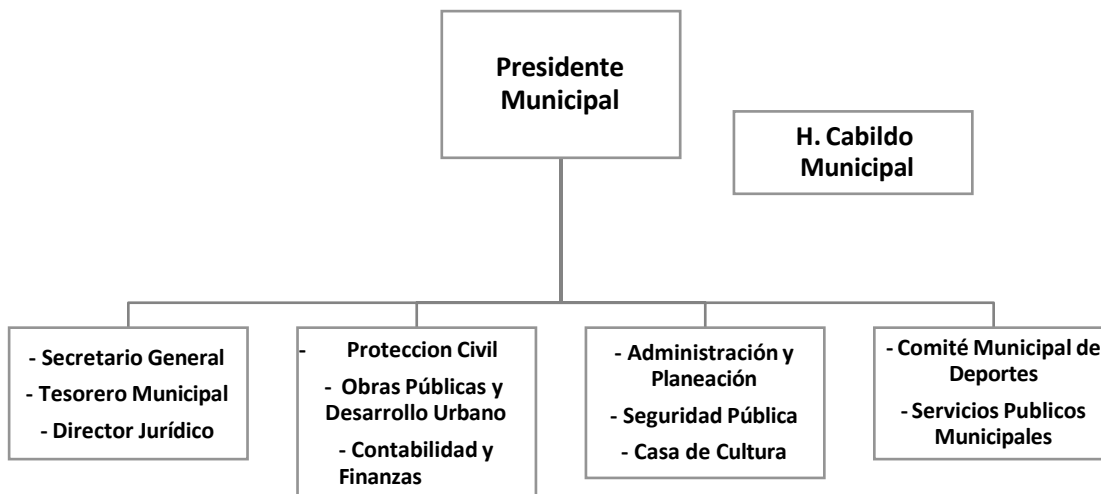 Presidente
Municipal
H. Cabildo
Municipal
- Secretario General
- Tesorero Municipal
- Director Jurídico
- Proteccion Civil
- Obras Públicas y
Desarrollo Urbano
- Contabilidad y
Finanzas
- Administración y
Planeación
- Seguridad Pública
- Casa de Cultura
- Comité Municipal de
Deportes
- Servicios Publicos
Municipales